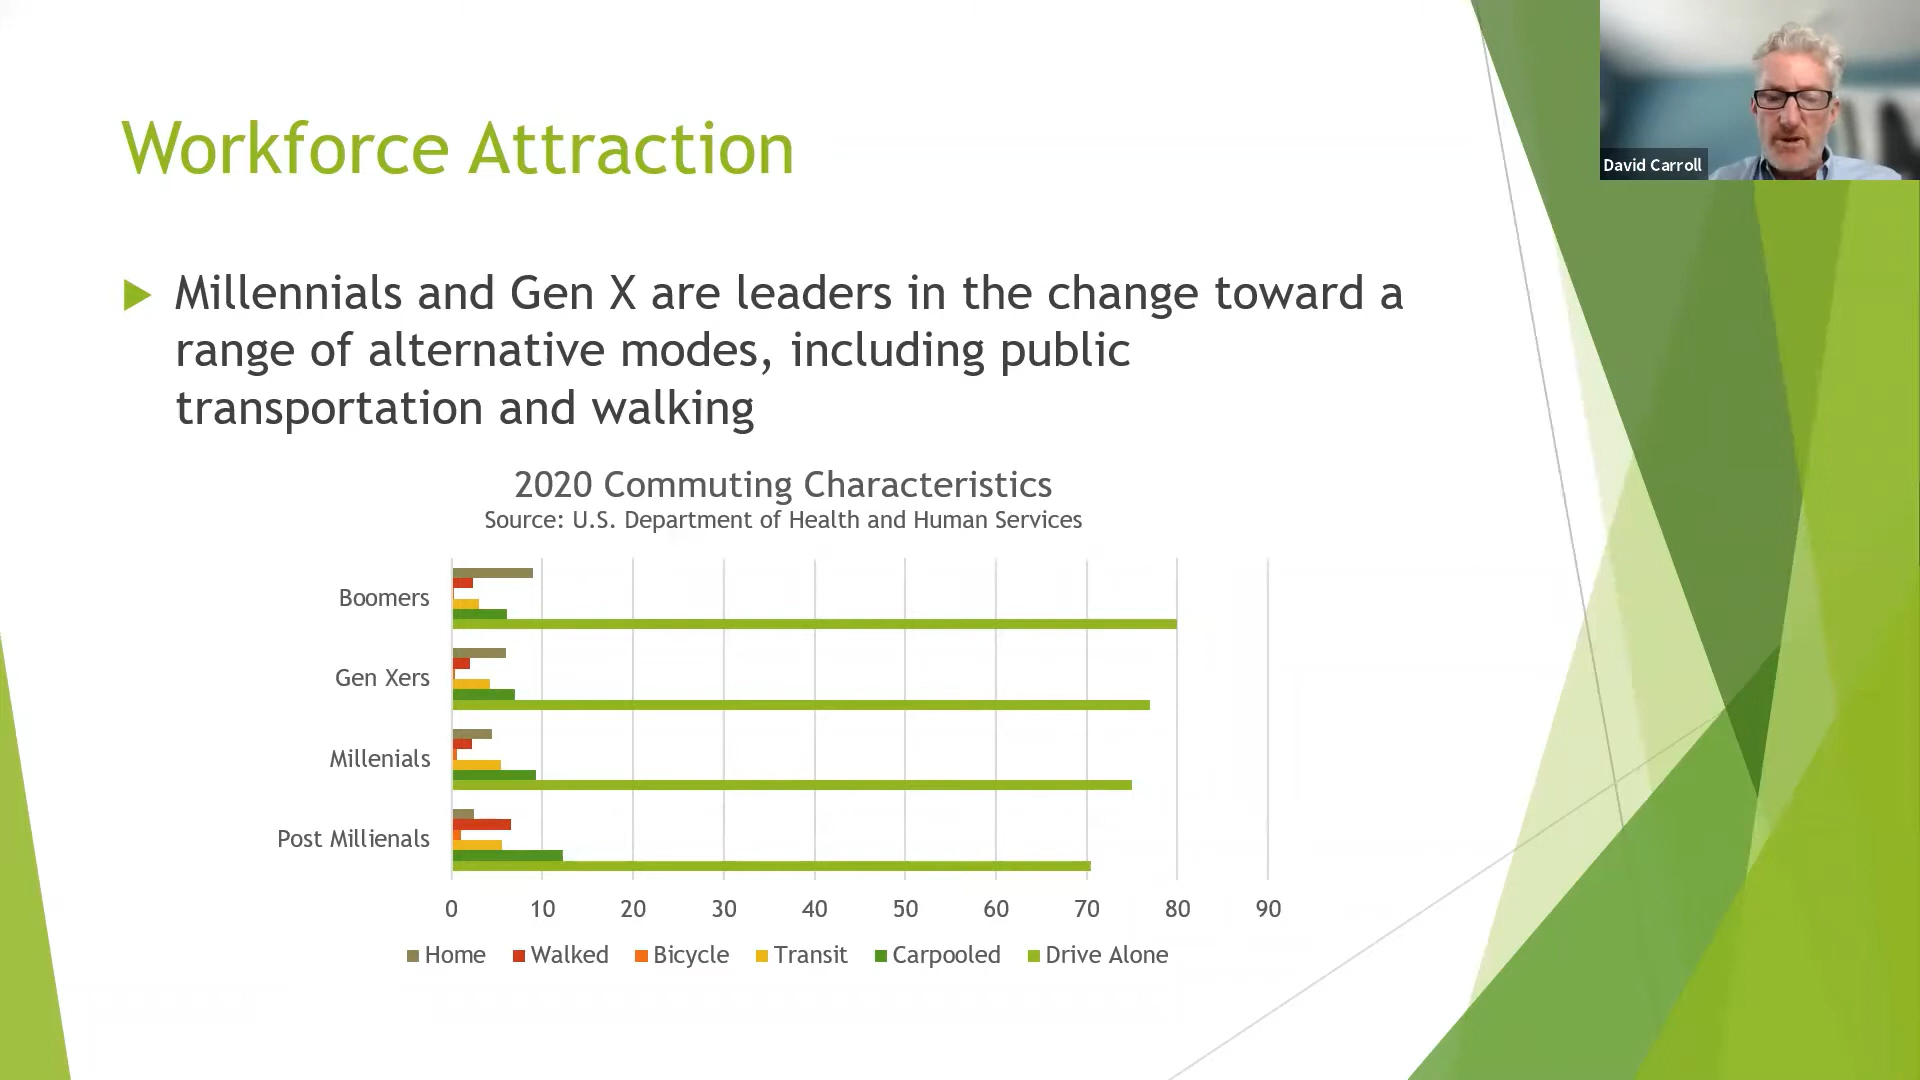 Workforce Attraction
David Carroll
Millennials and Gen X are leaders in the change toward a
range of alternative modes, including public
transportation and walking
2020 Commuting Characteristics
Source: U.S. Department of Health and Human Services
Boomers
Gen Xers
Millenials
Post Millienals
0 10 20 30 40 50 60 70 80 90
Home Walked Bicycle Transit Carpooled Drive Alone